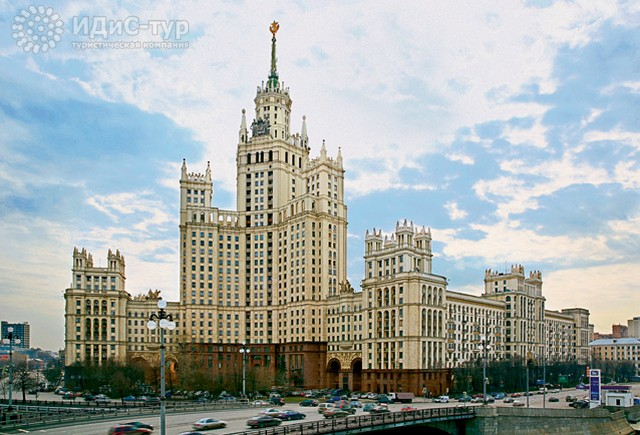 ИДиС-тур
туристическая компания